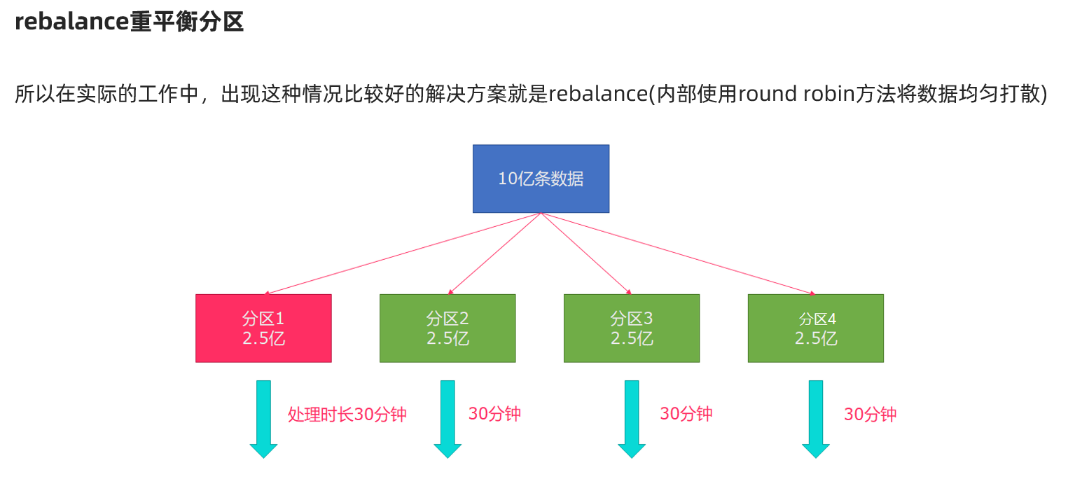 rebalance重平衡分区
所以在实际的工作中，出现这种情况比较好的解决方案就是rebalance(内部使用round robin方法将数据均匀打散)
10亿条数据
分区1
2.5亿
分区2
2.5亿
分区3
2.5亿
分区4
2.5亿
处理时长30分钟
30分钟
30分钟
30分钟